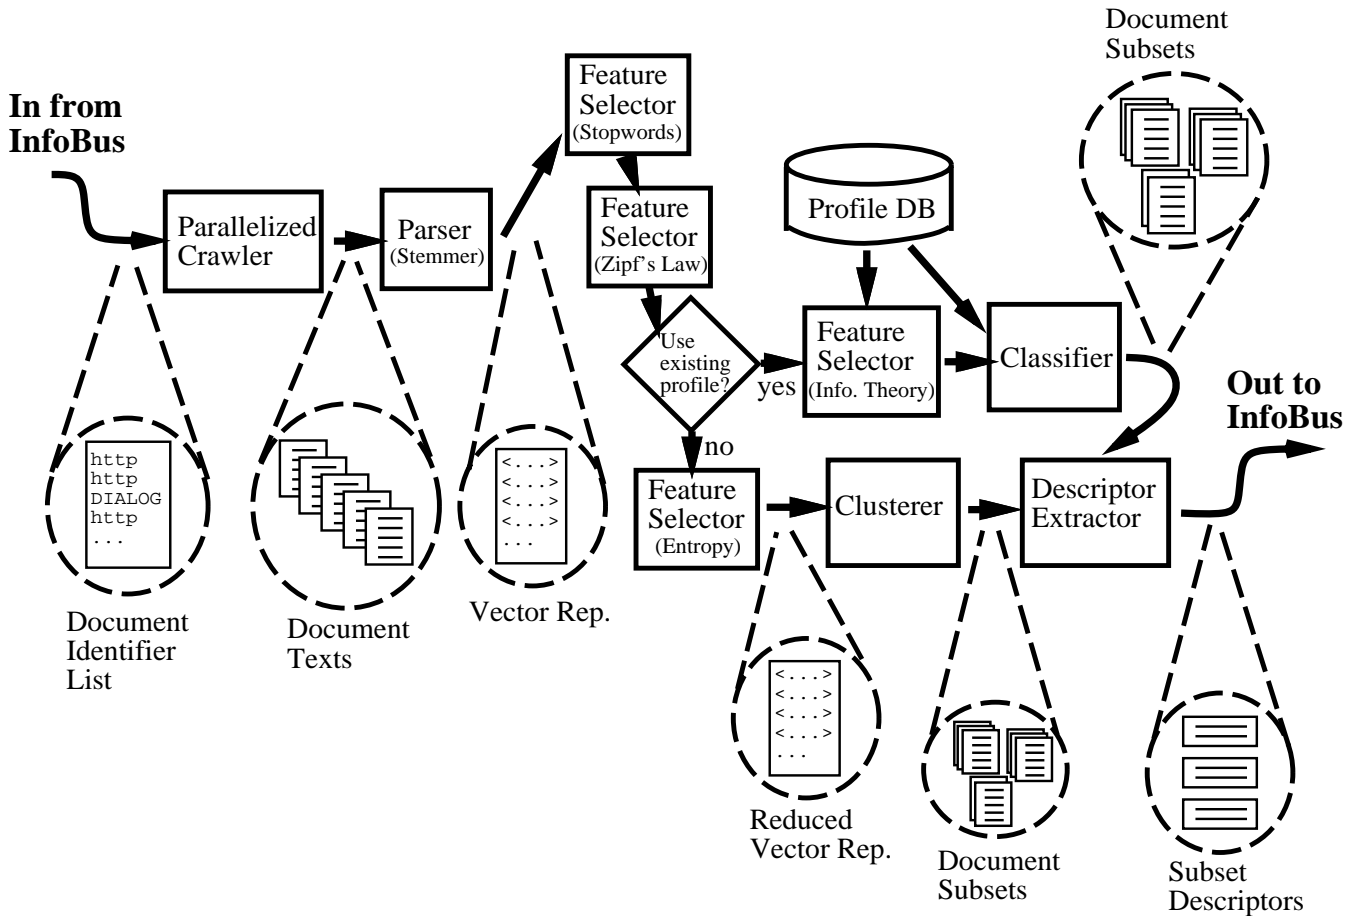 Document
Subsets
In from
InfoBus
Feature
Selector
(Stopwords)
Parallelized
Crawler
Parser
(Stemmer)
Feature
Selector
(Zipf's Law)
Profile DB
Use
existing
profile?
yes
no
Feature
Selector
(Info. Theory)
Classifier
Out to
InfoBus
http
http
DIALOG
http
...
<...>
<...>
<...>
<...>
...
Feature
Selector
(Entropy)
Clusterer
Descriptor
Extractor
Document
Identifier
List
Document
Texts
Vector Rep.
<...>
<...>
<...>
<...>
...
Reduced
Vector Rep.
Document
Subsets
Subset
Descriptors